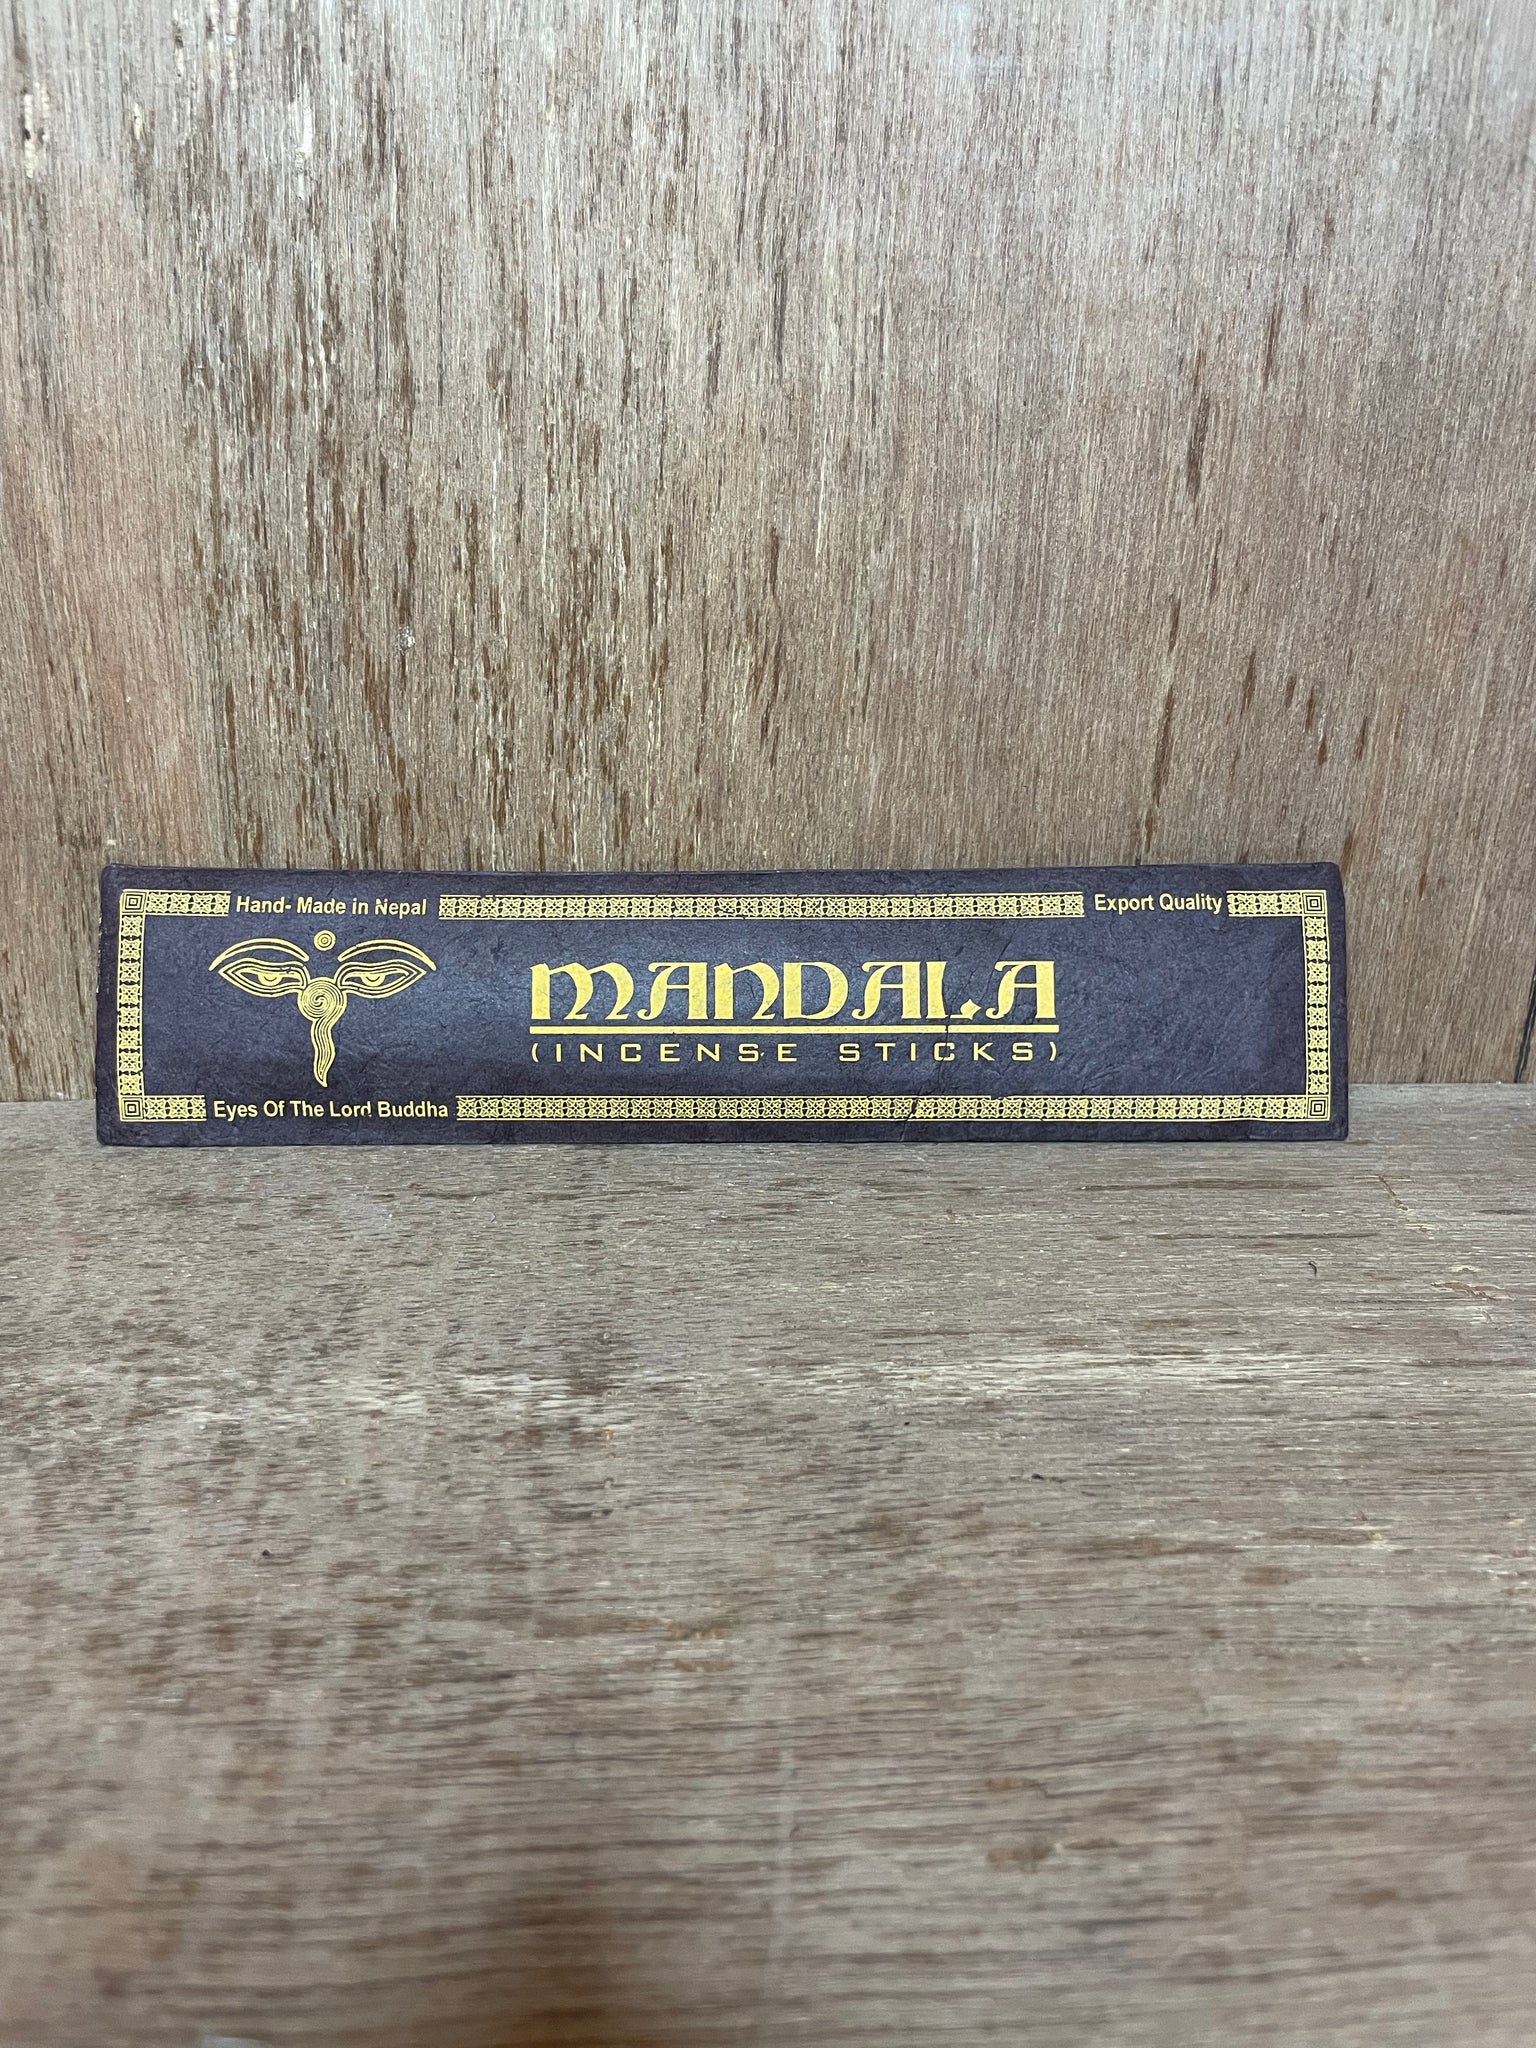 Hand- Made in Nepal
Export Quality
MANDALA
(INCENSE STICKS)
Eyes Of The Lord Buddha